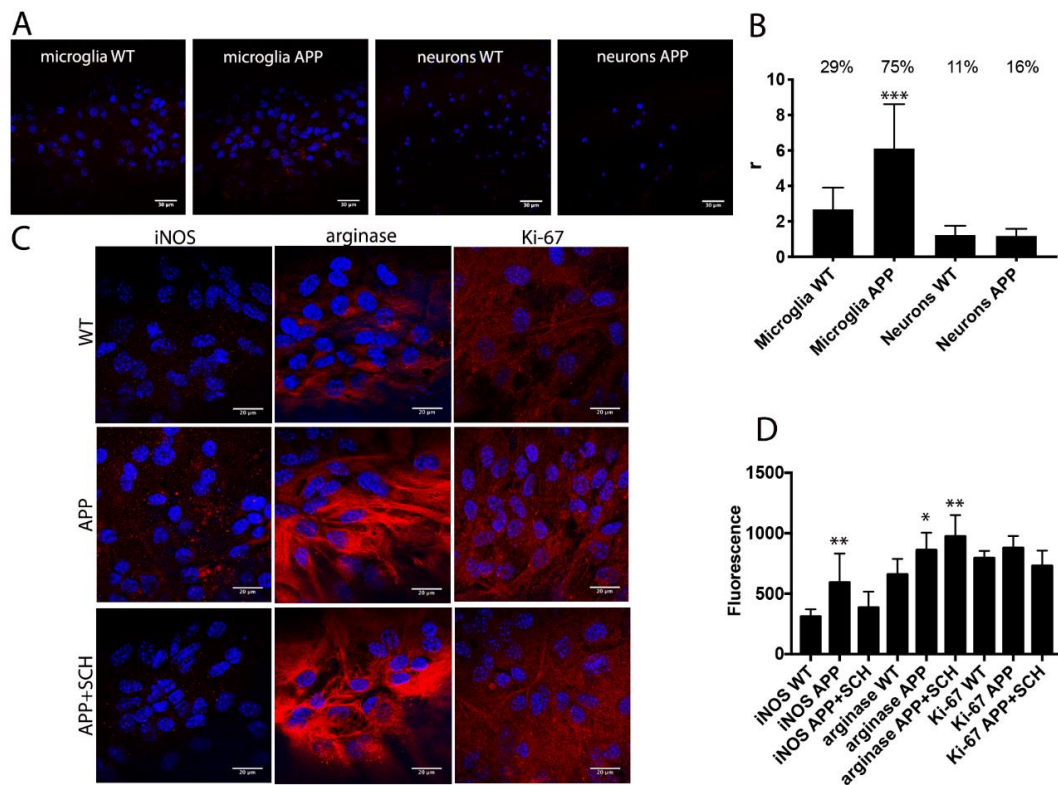 A
microglia WT
microglia APP
neurons WT
neurons APP
30 µm
30 µm
30 µm
30 µm
B
29%
75%
11%
16%
***
10
8
6
4
2
0
r
Microglia WT
Microglia APP
Neurons WT
Neurons APP
C
iNOS
arginase
Ki-67
WT
20 µm
20 µm
20 µm
APP
20 µm
20 µm
20 µm
APP+SCH
20 µm
20 µm
20 µm
D
1500
1000
500
0
Fluorescence
**
*
**
iNOS WT
iNOS APP
iNOS APP+SCH
arginase WT
arginase APP
arginase APP+SCH
Ki-67 WT
Ki-67 APP
Ki-67 APP+SCH